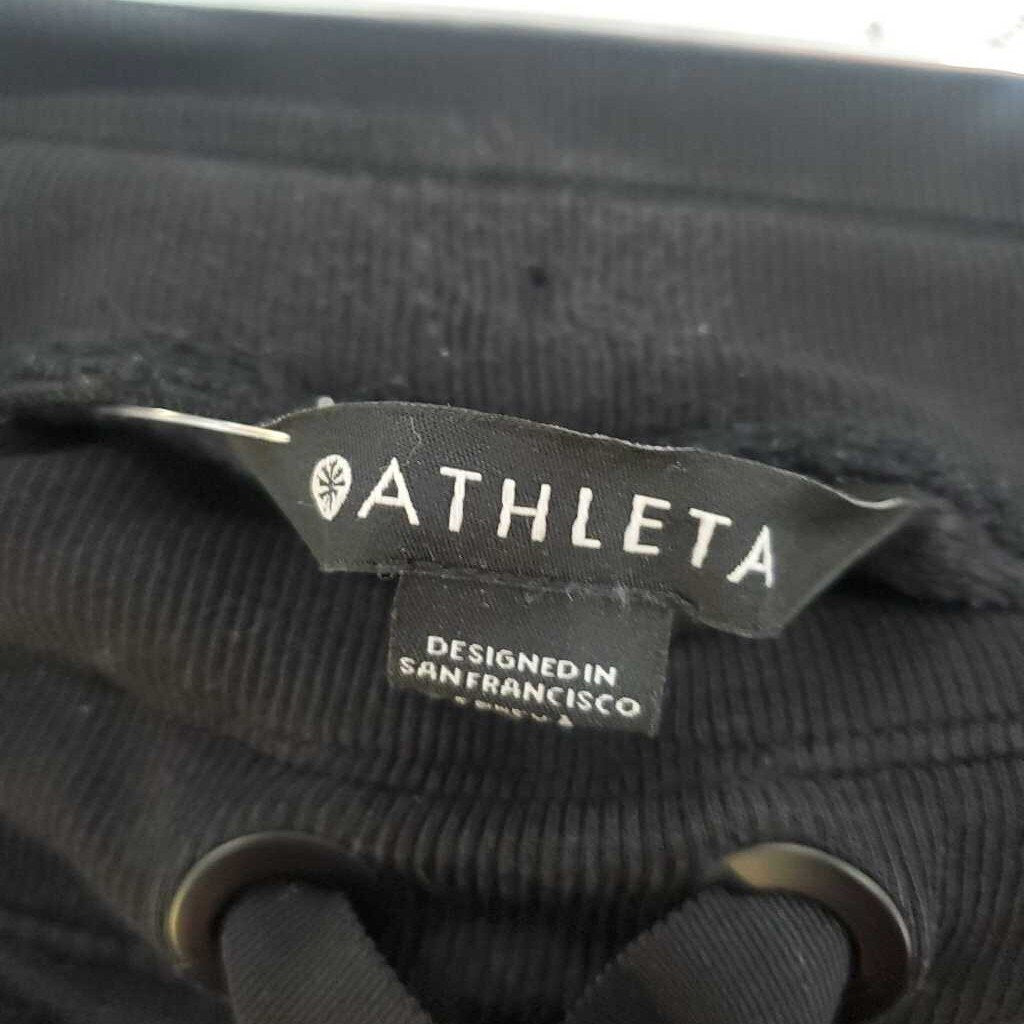 ATHLETA
DESIGNED IN
SAN FRANCISCO